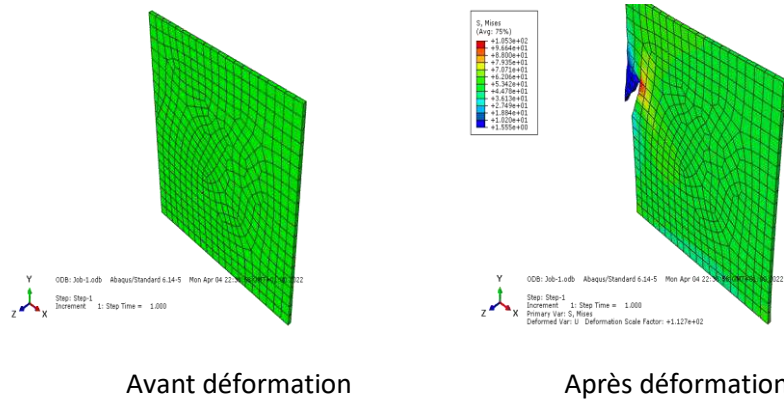 S, Mises
(Avg: 75%)
+1.053e+02
+9.664e+01
+8.800e+01
+7.935e+01
+7.071e+01
+6.206e+01
+5.342e+01
+4.478e+01
+3.613e+01
+2.749e+01
+1.884e+01
+1.020e+01
+1.555e+00
Y
Z
X
ODB: Job-1.odb Abaqus/Standard 6.14-5 Mon Apr 04 22:
Step: Step-1
Increment 1: Step Time = 1.000
Y
Z
X
ODB: Job-1.odb Abaqus/Standard 6.14-5 Mon Apr 04 22:
Step: Step-1
Increment 1: Step Time = 1.000
Primary Var: S, Mises
Deformed Var: U Deformation Scale Factor: +1.127e+02
Avant déformation
Après déformation